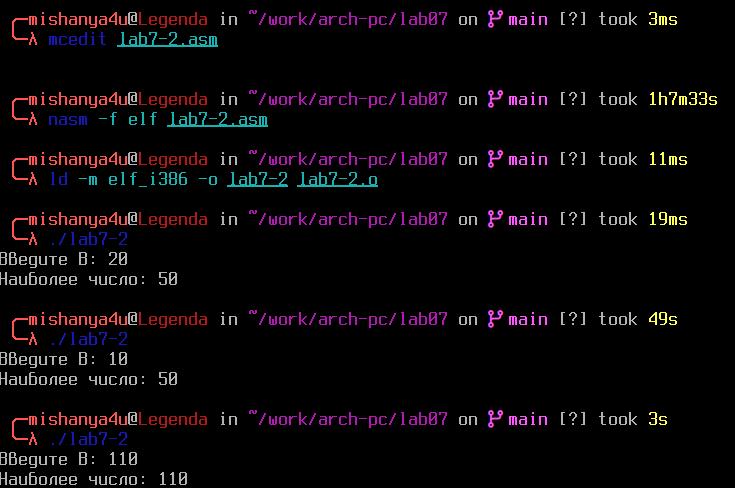 mishanya4u@Legenda in ~/work/arch-pc/lab07 on main [?] took 3ms
λ mcedit lab7-2.asm
mishanya4u@Legenda in ~/work/arch-pc/lab07 on main [?] took 1h7m33s
λ nasm -f elf lab7-2.asm
mishanya4u@Legenda in ~/work/arch-pc/lab07 on main [?] took 11ms
λ ld -m elf_i386 -o lab7-2 lab7-2.o
mishanya4u@Legenda in ~/work/arch-pc/lab07 on main [?] took 19ms
λ ./lab7-2
Введите В: 20
Наиболее число: 50
mishanya4u@Legenda in ~/work/arch-pc/lab07 on main [?] took 49s
λ ./lab7-2
Введите В: 10
Наиболее число: 50
mishanya4u@Legenda in ~/work/arch-pc/lab07 on main [?] took 3s
λ ./lab7-2
Введите В: 110
Наиболее число: 110